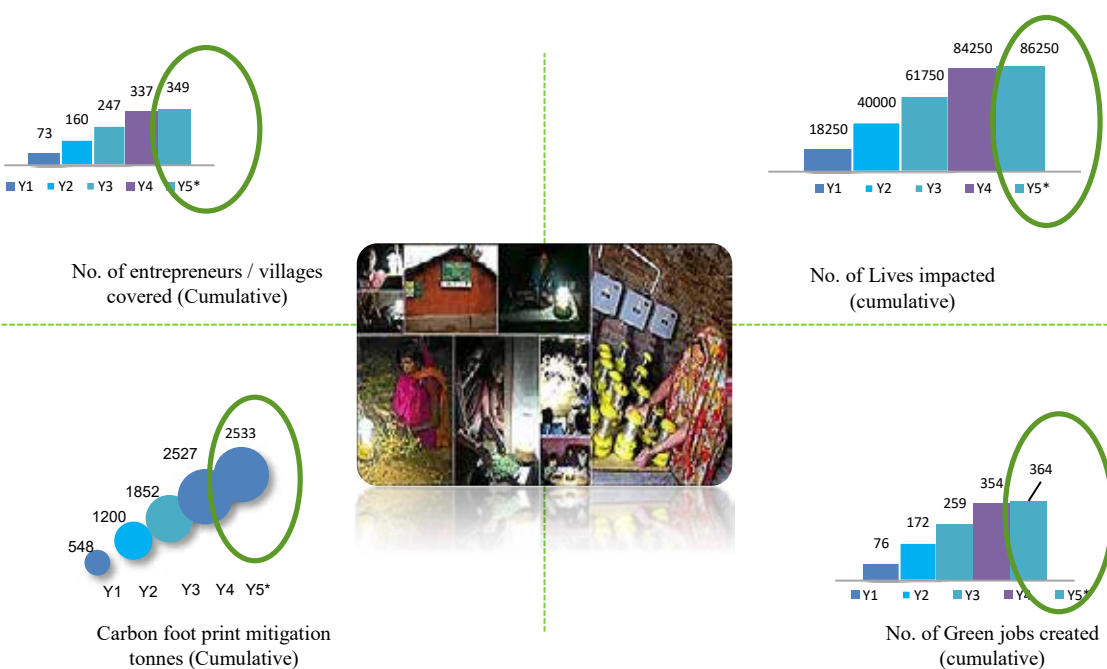 349
337
247
160
73
Y1 Y2 Y3 Y4 Y5*
No. of entrepreneurs / villages
covered (Cumulative)
84250 86250
61750
40000
18250
Y1 Y2 Y3 Y4 Y5*
No. of Lives impacted
(cumulative)
2533
2527
1852
1200
548
Y1 Y2 Y3 Y4 Y5*
Carbon foot print mitigation
tonnes (Cumulative)
364
354
259
172
76
Y1 Y2 Y3 Y4 Y5*
No. of Green jobs created
(cumulative)